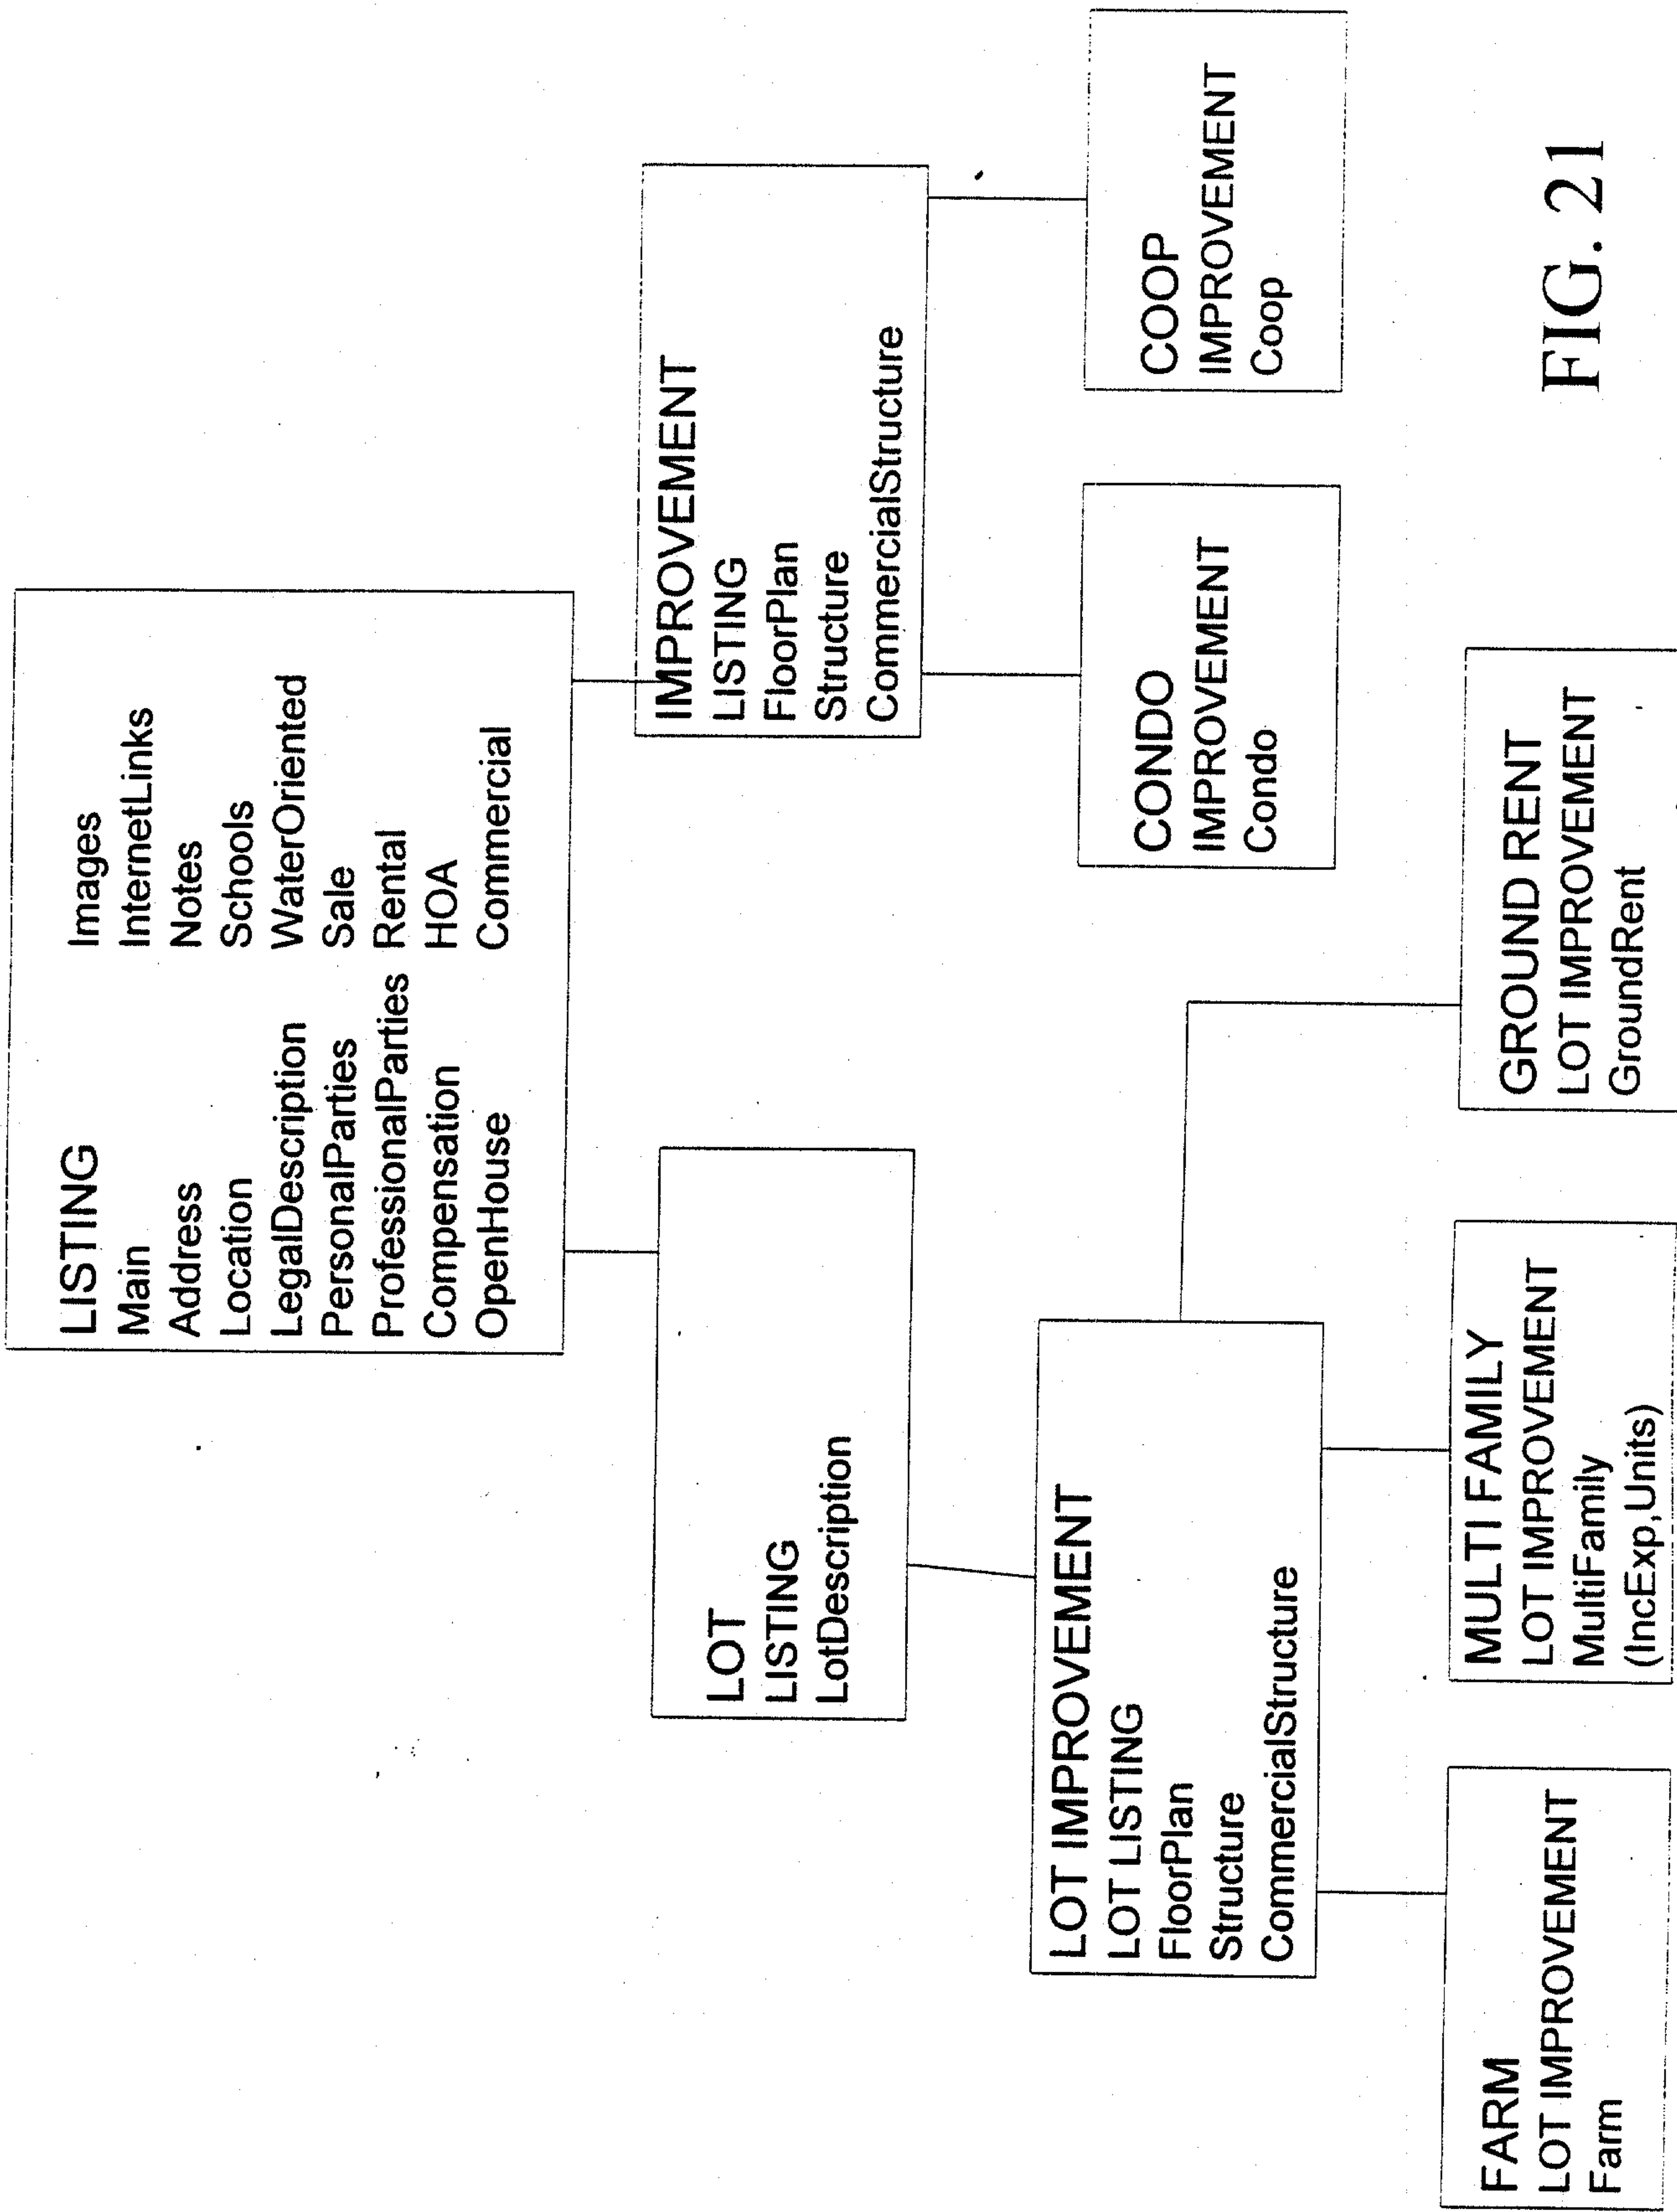 LISTING
Main
Address
Location
LegalDescription
PersonalParties
ProfessionalParties
Compensation
OpenHouse
Images
InternetLinks
Notes
Schools
WaterOriented
Sale
Rental
HOA
Commercial
LOT
LISTING
LotDescription
IMPROVEMENT
LISTING
FloorPlan
Structure
CommercialStructure
LOT IMPROVEMENT
LOT LISTING
FloorPlan
Structure
CommercialStructure
CONDO
IMPROVEMENT
Condo
COOP
IMPROVEMENT
Coop
FARM
LOT IMPROVEMENT
Farm
MULTI FAMILY
LOT IMPROVEMENT
MultiFamily
(IncExp,Units)
GROUND RENT
LOT IMPROVEMENT
GroundRent
FIG. 21